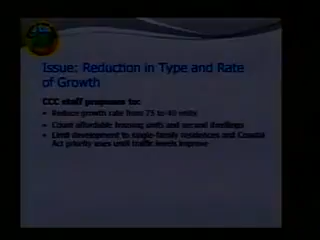 Issue: Reduction in Type and Rate
of Growth
CCC staff proposes to:
• Reduce growth rate from 75 to 40 units
• Count affordable housing units and second dwellings
• Limit development to single-family residences and Coastal
Act priority uses until traffic levels improve